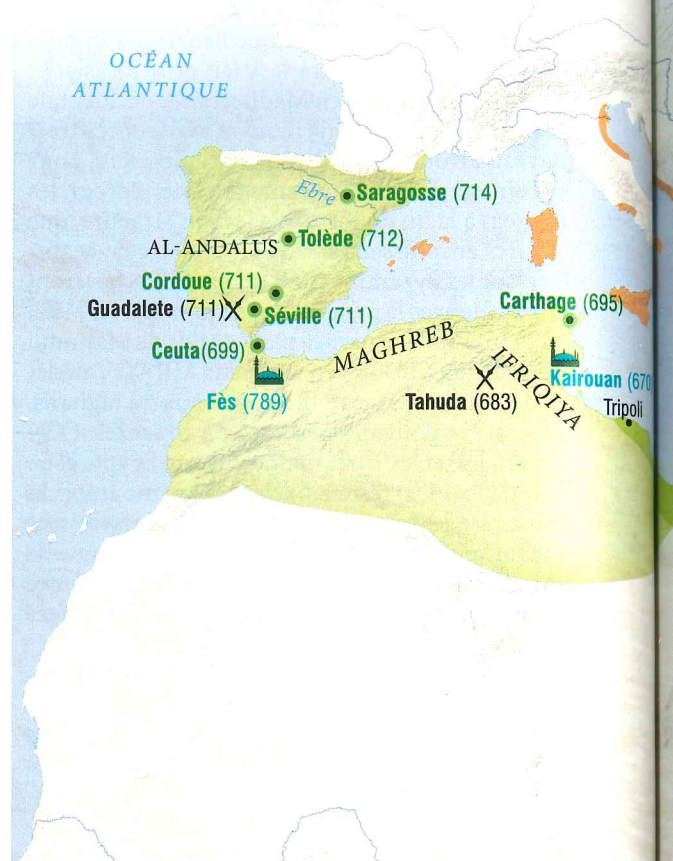 OCÉAN
ATLANTIQUE
Ebre
Saragosse (714)
Tolède (712)
AL-ANDALUS
Cordoue (711)
Guadalete (711)
Séville (711)
Carthage (695)
Ceuta(699)
MAGHREB
IFRIQIYA
Kairouan (670
Fès (789)
Tahuda (683)
Tripoli